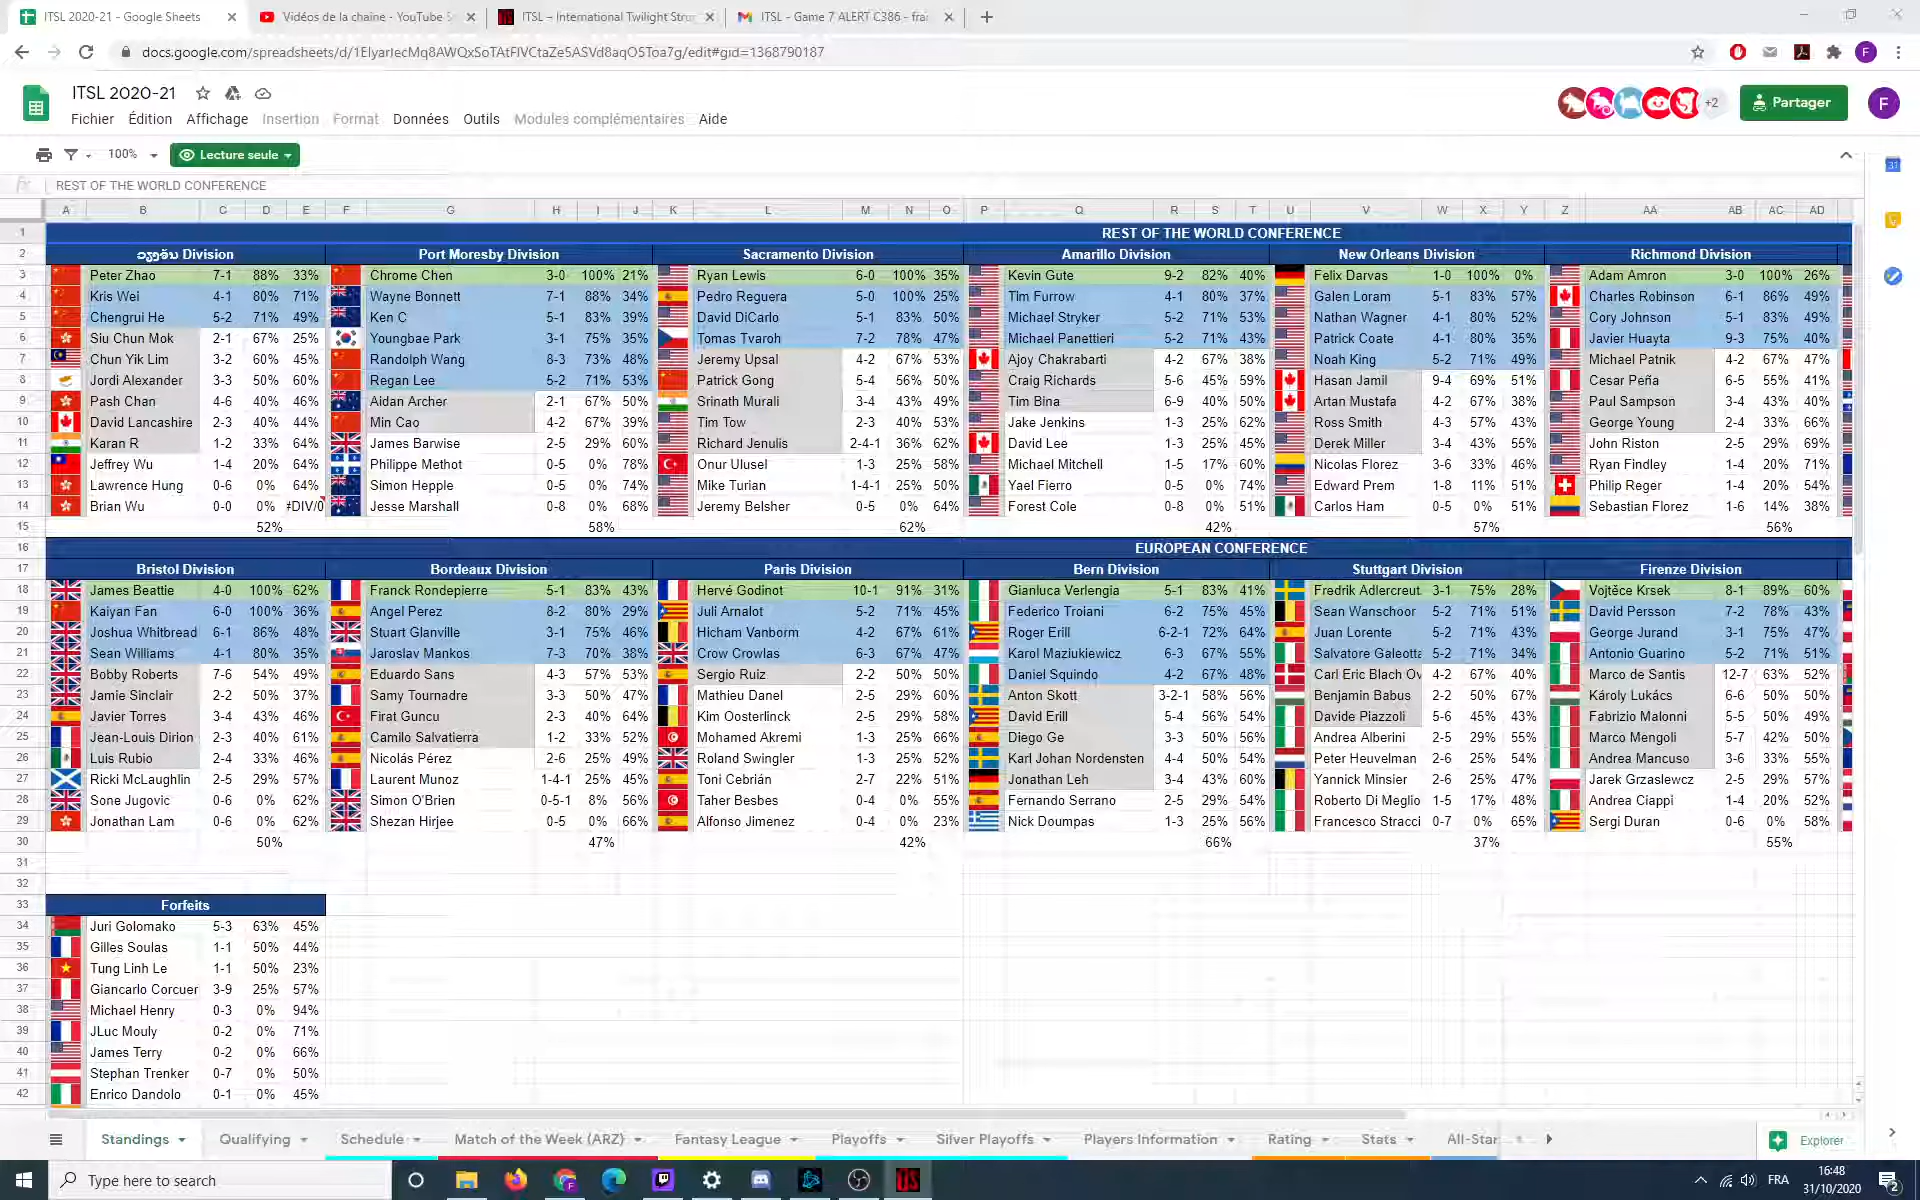 ITSL 2020-21 - Google Sheets
Vidéos de la chaîne - YouTube S
ITSL – International Twilight Stru
ITSL - Game 7 ALERT C386 - fra
ITSL 2020-21
+2
Partager
F
Fichier Édition Affichage Insertion Format Données Outils Modules complémentaires Aide
100%
Lecture seule
fx REST OF THE WORLD CONFERENCE
A B C D E F G H I J K L M N O P Q R S T U V W X Y Z AA AB AC AD
1 REST OF THE WORLD CONFERENCE
2 Division Port Moresby Division Sacramento Division Amarillo Division New Orleans Division Richmond Division
3 Peter Zhao 7-1 88% 33% Chrome Chen 3-0 100% 21% Ryan Lewis 6-0 100% 35% Kevin Gute 9-2 82% 40% Felix Darvas 1-0 100% 0% Adam Amron 3-0 100% 26%
4 Kris Wei 4-1 80% 71% Wayne Bonnett 7-1 88% 34% Pedro Reguera 5-0 100% 25% Tim Furrow 4-1 80% 37% Galen Loram 5-1 83% 57% Charles Robinson 6-1 86% 49%
5 Chengrui He 5-2 71% 49% Ken C 5-1 83% 39% David DiCarlo 5-1 83% 50% Michael Stryker 5-2 71% 53% Nathan Wagner 4-1 80% 52% Cory Johnson 5-1 83% 49%
6 Siu Chun Mok 2-1 67% 25% Youngbae Park 3-1 75% 35% Tomas Tvaroh 7-2 78% 47% Michael Panettieri 5-2 71% 43% Patrick Coate 4-1 80% 35% Javier Huayta 9-3 75% 40%
7 Chun Yik Lim 3-2 60% 45% Randolph Wang 8-3 73% 48% Jeremy Upsal 4-2 67% 53% Ajoy Chakrabarti 4-2 67% 38% Noah King 5-2 71% 49% Michael Patnik 4-2 67% 47%
8 Jordi Alexander 3-3 50% 60% Regan Lee 5-2 71% 53% Patrick Gong 5-4 56% 50% Craig Richards 5-6 45% 59% Hasan Jamil 9-4 69% 51% Cesar Peña 6-5 55% 41%
9 Pash Chan 4-6 40% 46% Aidan Archer 2-1 67% 50% Srinath Murali 3-4 43% 49% Tim Bina 6-9 40% 50% Artan Mustafa 4-2 67% 38% Paul Sampson 3-4 43% 40%
10 David Lancashire 2-3 40% 44% Min Cao 4-2 67% 39% Tim Tow 2-3 40% 53% Jake Jenkins 1-3 25% 62% Ross Smith 4-3 57% 43% George Young 2-4 33% 66%
11 Karan R 1-2 33% 64% James Barwise 2-5 29% 60% Richard Jenulis 2-4-1 36% 62% David Lee 1-3 25% 45% Derek Miller 3-4 43% 55% John Riston 2-5 29% 69%
12 Jeffrey Wu 1-4 20% 64% Philippe Methot 0-5 0% 78% Onur Ulusel 1-3 25% 58% Michael Mitchell 1-5 17% 60% Nicolas Florez 3-6 33% 46% Ryan Findley 1-4 20% 71%
13 Lawrence Hung 0-6 0% 64% Simon Hepple 0-5 0% 74% Mike Turian 1-4-1 25% 50% Yael Fierro 0-5 0% 74% Edward Prem 1-8 11% 51% Philip Reger 1-4 20% 54%
14 Brian Wu 0-0 0% #DIV/0 Jesse Marshall 0-8 0% 68% Jeremy Belsher 0-5 0% 64% Forest Cole 0-8 0% 51% Carlos Ham 0-5 0% 51% Sebastian Florez 1-6 14% 38%
15 52% 58% 62% 42% 57% 56%
16 EUROPEAN CONFERENCE
17 Bristol Division Bordeaux Division Paris Division Bern Division Stuttgart Division Firenze Division
18 James Beattie 4-0 100% 62% Franck Rondepierre 5-1 83% 43% Hervé Godinot 10-1 91% 31% Gianluca Verlengia 5-1 83% 41% Fredrik Adlercreut 3-1 75% 28% Vojtěce Krsek 8-1 89% 60%
19 Kaiyan Fan 6-0 100% 36% Angel Perez 8-2 80% 29% Juli Arnalot 5-2 71% 45% Federico Troiani 6-2 75% 45% Sean Wanschoor 5-2 71% 51% David Persson 7-2 78% 43%
20 Joshua Whitbread 6-1 86% 48% Stuart Glanville 3-1 75% 46% Hicham Vanborm 4-2 67% 61% Roger Erill 6-2-1 72% 64% Juan Lorente 5-2 71% 43% George Jurand 3-1 75% 47%
21 Sean Williams 4-1 80% 35% Jaroslav Mankos 7-3 70% 38% Crow Crowlas 6-3 67% 47% Karol Maziukiewicz 6-3 67% 55% Salvatore Galeotta 5-2 71% 34% Antonio Guarino 5-2 71% 51%
22 Bobby Roberts 7-6 54% 49% Eduardo Sans 4-3 57% 53% Sergio Ruiz 2-2 50% 50% Daniel Squindo 4-2 67% 48% Carl Eric Blach Ov 4-2 67% 40% Marco de Santis 12-7 63% 52%
23 Jamie Sinclair 2-2 50% 37% Samy Tournadre 3-3 50% 47% Mathieu Danel 2-5 29% 60% Anton Skott 3-2-1 58% 56% Benjamin Babus 2-2 50% 67% Károly Lukács 6-6 50% 50%
24 Javier Torres 3-4 43% 46% Firat Guncu 2-3 40% 64% Kim Oosterlinck 2-5 29% 58% David Erill 5-4 56% 54% Davide Piazzoli 5-6 45% 43% Fabrizio Malonni 5-5 50% 49%
25 Jean-Louis Dirion 2-3 40% 61% Camilo Salvatierra 1-2 33% 52% Mohamed Akremi 1-3 25% 66% Diego Ge 3-3 50% 56% Andrea Alberini 2-5 29% 55% Marco Mengoli 5-7 42% 50%
26 Luis Rubio 2-4 33% 46% Nicolás Pérez 2-6 25% 49% Roland Swingler 1-3 25% 52% Karl Johan Nordensten 4-4 50% 54% Peter Heuvelman 2-6 25% 54% Andrea Mancuso 3-6 33% 55%
27 Ricki McLaughlin 2-5 29% 57% Laurent Munoz 1-4-1 25% 45% Toni Cebrián 2-7 22% 51% Jonathan Leh 3-4 43% 60% Yannick Minsier 2-6 25% 47% Jarek Grzaslewcz 2-5 29% 57%
28 Sone Jugovic 0-6 0% 62% Simon O'Brien 0-5-1 8% 56% Taher Besbes 0-4 0% 55% Fernando Serrano 2-5 29% 54% Roberto Di Meglio 1-5 17% 48% Andrea Ciappi 1-4 20% 52%
29 Jonathan Lam 0-6 0% 62% Shezan Hirjee 0-5 0% 66% Alfonso Jimenez 0-4 0% 23% Nick Doumpas 1-3 25% 56% Francesco Stracci 0-7 0% 65% Sergi Duran 0-6 0% 58%
30 50% 47% 42% 66% 37% 55%
31
32
33 Forfeits
34 Juri Golomako 5-3 63% 45%
35 Gilles Soulas 1-1 50% 44%
36 Tung Linh Le 1-1 50% 23%
37 Giancarlo Corcuer 3-9 25% 57%
38 Michael Henry 0-3 0% 94%
39 JLuc Mouly 0-2 0% 71%
40 James Terry 0-2 0% 66%
41 Stephan Trenker 0-7 0% 50%
42 Enrico Dandolo 0-1 0% 45%
Standings Qualifying Schedule Match of the Week (ARZ) Fantasy League Playoffs Silver Playoffs Players Information Rating Stats All-Star
Explorer
Type here to search
FRA
16:48
31/10/2020
2